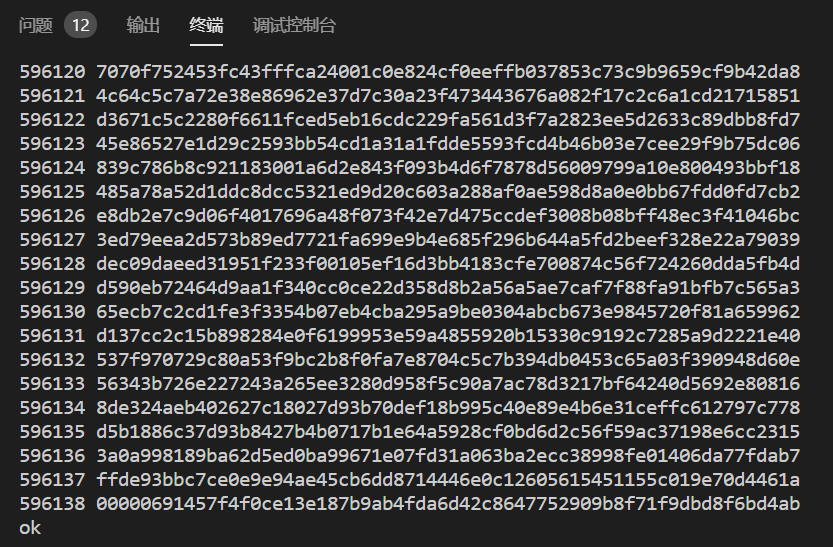 问题 12 输出 终端 调试控制台
596120 7070f752453fc43fffca24001c0e824cf0eeffb037853c73c9b9659cf9b42da8
596121 4c64c5c7a72e38e86962e37d7c30a23f473443676a082f17c2c6a1cd21715851
596122 d3671c5c2280f6611fced5eb16cdc229fa561d3f7a2823ee5d2633c89dbb8fd7
596123 45e86527e1d29c2593bb54cd1a31a1fdde5593fcd4b46b03e7cee29f9b75dc06
596124 839c786b8c921183001a6d2e843f093b4d6f7878d56009799a10e800493bbf18
596125 485a78a52d1ddc8dcc5321ed9d20c603a288af0ae598d8a0e0bb67fdd0fd7cb2
596126 e8db2e7c9d06f4017696a48f073f42e7d475ccdef3008b08bff48ec3f41046bc
596127 3ed79eea2d573b89ed7721fa699e9b4e685f296b644a5fd2beef328e22a79039
596128 dec09daeed31951f233f00105ef16d3bb4183cfe700874c56f724260dda5fb4d
596129 d590eb72464d9aa1f340cc0ce22d358d8b2a56a5ae7caf7f88fa91bfb7c565a3
596130 65ecb7c2cd1fe3f3354b07eb4cba295a9be0304abcb673e9845720f81a659962
596131 d137cc2c15b898284e0f6199953e59a4855920b15330c9192c7285a9d2221e40
596132 537f970729c80a53f9bc2b8f0fa7e8704c5c7b394db0453c65a03f390948d60e
596133 56343b726e227243a265ee3280d958f5c90a7ac78d3217bf64240d5692e80816
596134 8de324aeb402627c18027d93b70def18b995c40e89e4b6e31ceffc612797c778
596135 d5b1886c37d93b8427b4b0717b1e64a5928cf0bd6d2c56f59ac37198e6cc2315
596136 3a0a998189ba62d5ed0ba99671e07fd31a063ba2ecc38998fe01406da77fdab7
596137 ffde93bbc7ce0e9e94ae45cb6dd8714446e0c12605615451155c019e70d4461a
596138 00000691457f4f0ce13e187b9ab4fda6d42c8647752909b8f71f9dbd8f6bd4ab
ok